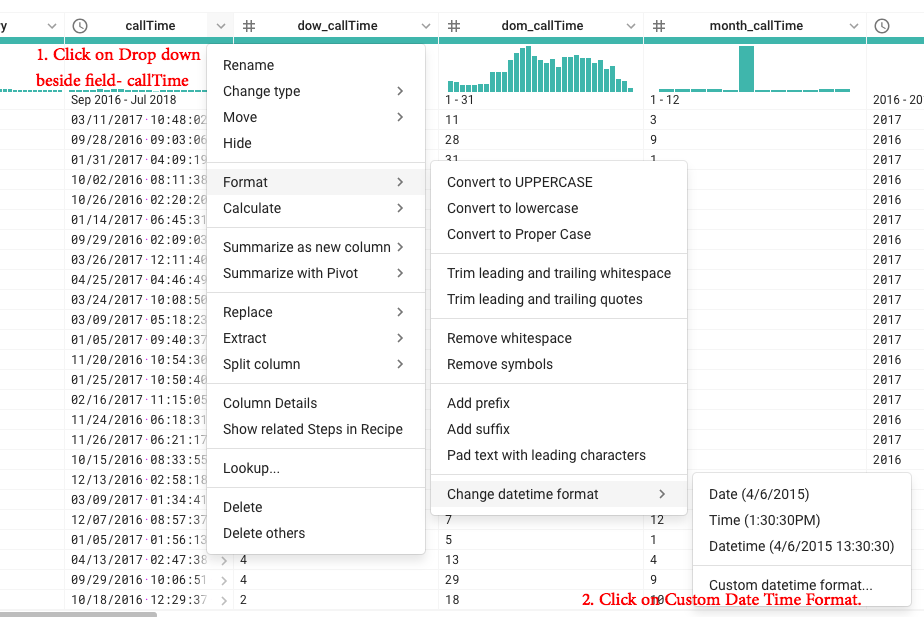 y callTime dow_callTime dom_callTime month_callTime
1. Click on Drop down
beside field- callTime
Sep 2016 - Jul 2018 1 - 31 1 - 12 2016 - 20
03/11/2017·10:48:02 11 3 2017
09/28/2016·09:03:06 28 9 2016
01/31/2017·04:09:19 31 1 2017
10/02/2016·08:11:38 2016
10/26/2016·02:20:20 2016
01/14/2017·06:45:31 2017
09/29/2016·02:09:03 2016
03/26/2017·12:11:40 2017
04/25/2017·04:46:49 2017
03/24/2017·10:08:50 2017
03/09/2017·05:18:23 2017
01/05/2017·09:40:37 2017
11/20/2016·10:54:30 2016
01/25/2017·10:50:40 2017
02/16/2017·11:15:05 2017
11/24/2016·06:18:31 2016
11/26/2016·06:21:17 2017
10/15/2016·08:33:55 2016
12/13/2016·02:58:18
03/09/2017·01:34:41
12/07/2016·08:57:37 7 12
01/05/2017·01:56:13 5 1
04/13/2017·02:47:38 4 13 4
09/29/2016·10:06:51 4 29 9
10/18/2016·12:29:37 2 18 10
Rename
Change type
Move
Hide
Format
Calculate
Summarize as new column
Summarize with Pivot
Replace
Extract
Split column
Column Details
Show related Steps in Recipe
Lookup...
Delete
Delete others
Convert to UPPERCASE
Convert to lowercase
Convert to Proper Case
Trim leading and trailing whitespace
Trim leading and trailing quotes
Remove whitespace
Remove symbols
Add prefix
Add suffix
Pad text with leading characters
Change datetime format
Date (4/6/2015)
Time (1:30:30PM)
Datetime (4/6/2015 13:30:30)
Custom datetime format...
2. Click on Custom Date Time Format.